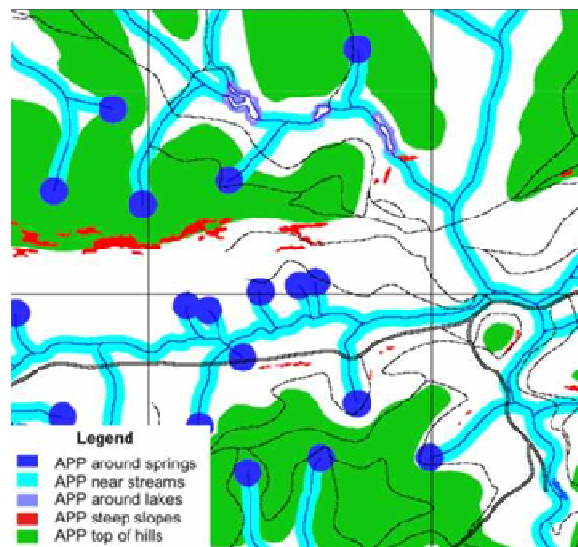 Legend
APP around springs
APP near streams
APP around lakes
APP steep slopes
APP top of hills